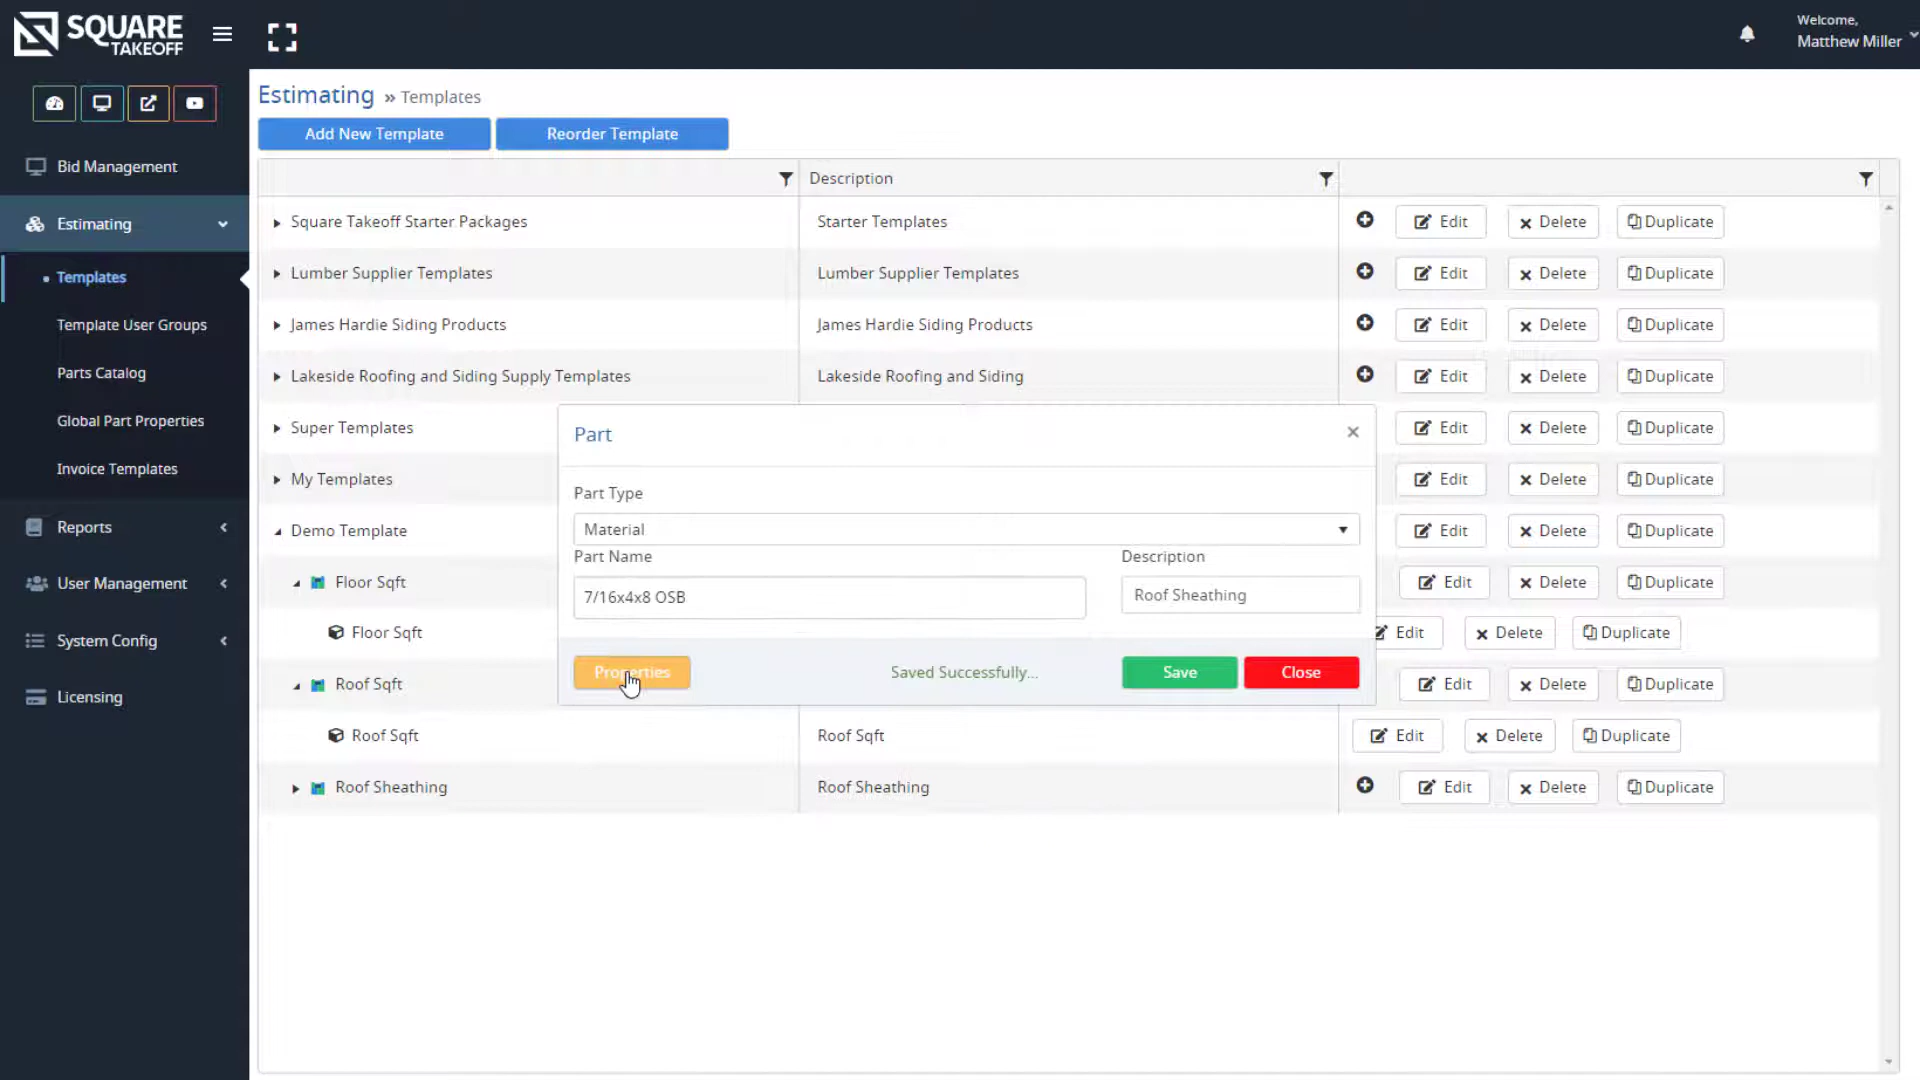 SQUARE
TAKEOFF
Welcome,
Matthew Miller
Estimating » Templates
Add New Template
Reorder Template
Bid Management
Estimating
Templates
Template User Groups
Parts Catalog
Global Part Properties
Invoice Templates
Reports
User Management
System Config
Licensing
Description
Square Takeoff Starter Packages Starter Templates Edit Delete Duplicate
Lumber Supplier Templates Lumber Supplier Templates Edit Delete Duplicate
James Hardie Siding Products James Hardie Siding Products Edit Delete Duplicate
Lakeside Roofing and Siding Supply Templates Lakeside Roofing and Siding Edit Delete Duplicate
Super Templates Edit Delete Duplicate
My Templates Edit Delete Duplicate
Demo Template Edit Delete Duplicate
Floor Sqft Edit Delete Duplicate
Floor Sqft Edit Delete Duplicate
Roof Sqft Edit Delete Duplicate
Roof Sqft Roof Sqft Edit Delete Duplicate
Roof Sheathing Roof Sheathing Edit Delete Duplicate
Part
Part Type
Material
Part Name Description
7/16x4x8 OSB Roof Sheathing
Properties Saved Successfully... Save Close